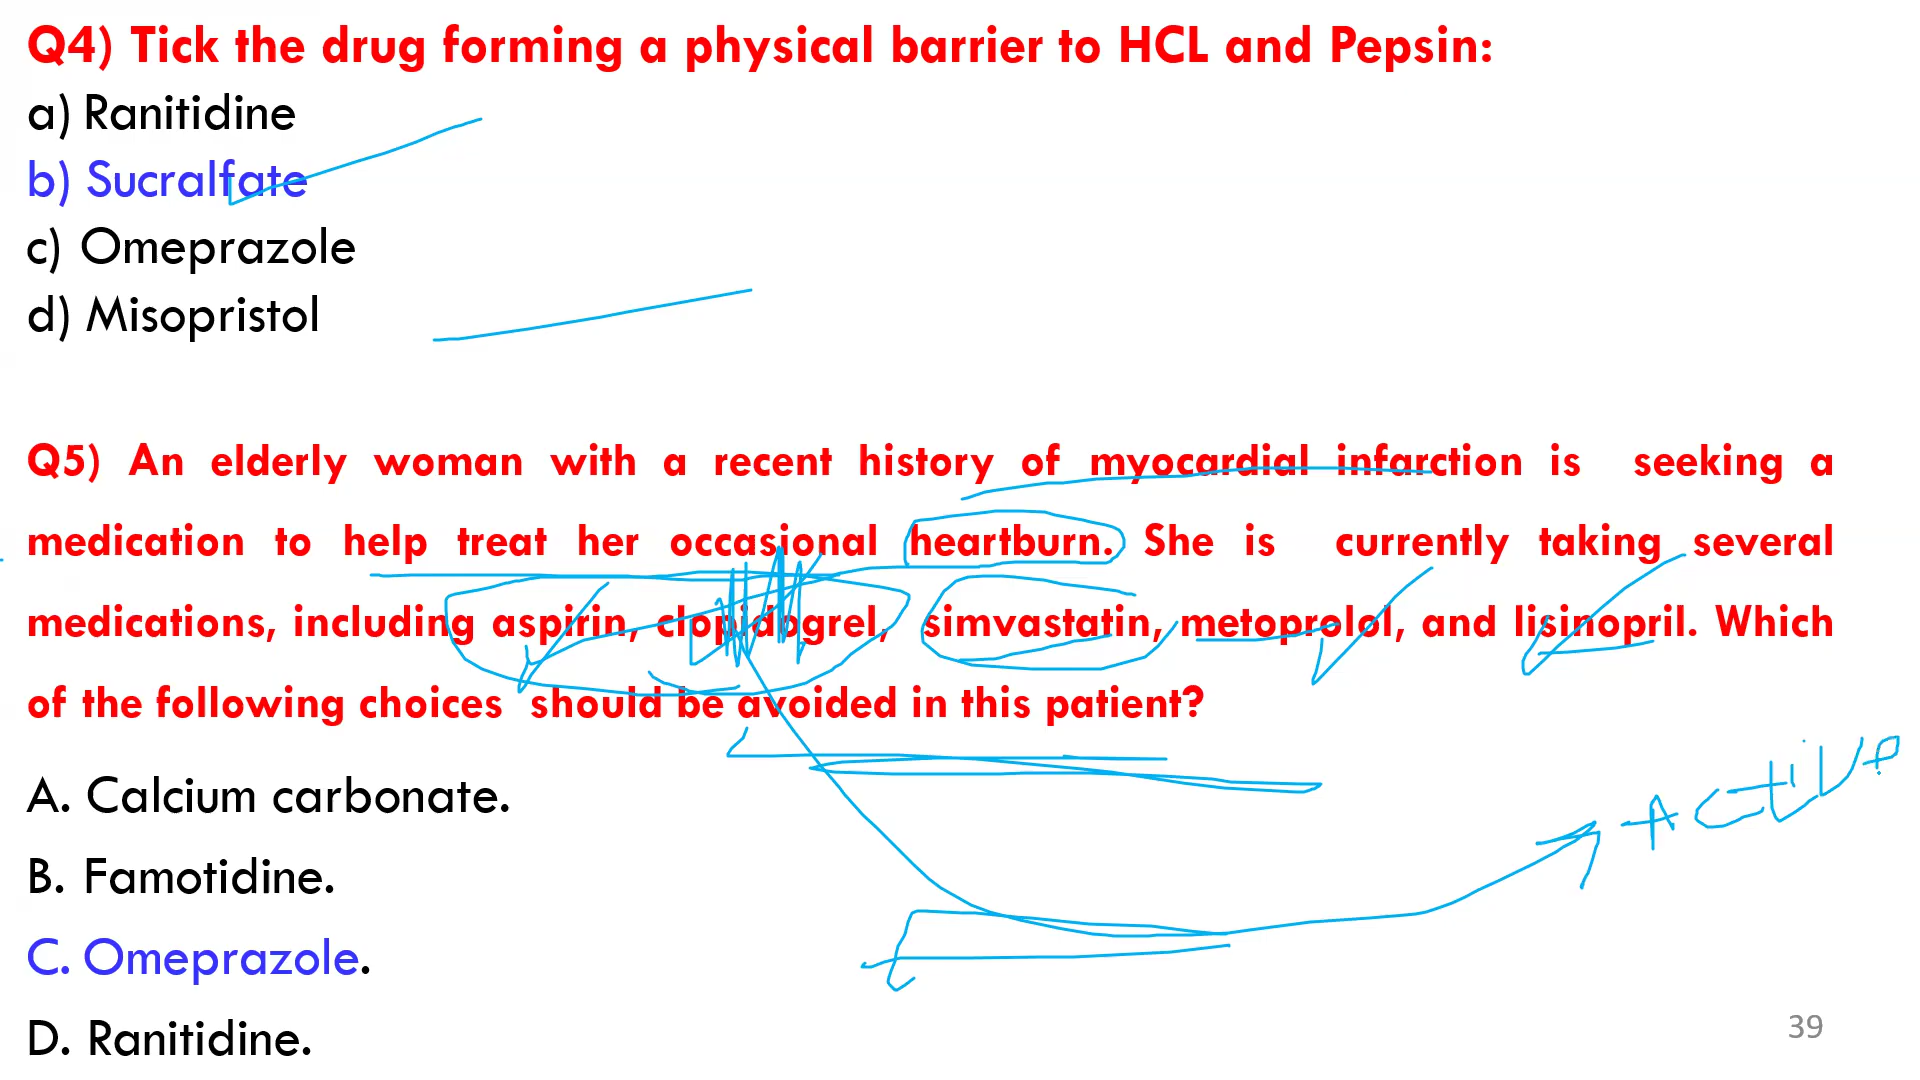 Q4) Tick the drug forming a physical barrier to HCL and Pepsin:
a) Ranitidine
b) Sucralfate
c) Omeprazole
d) Misopristol
Q5) An elderly woman with a recent history of myocardial infarction is seeking a
medication to help treat her occasional heartburn. She is currently taking several
medications, including aspirin, clopidogrel, simvastatin, metoprolol, and lisinopril. Which
of the following choices should be avoided in this patient?
Active
A. Calcium carbonate.
B. Famotidine.
C. Omeprazole.
D. Ranitidine.
39